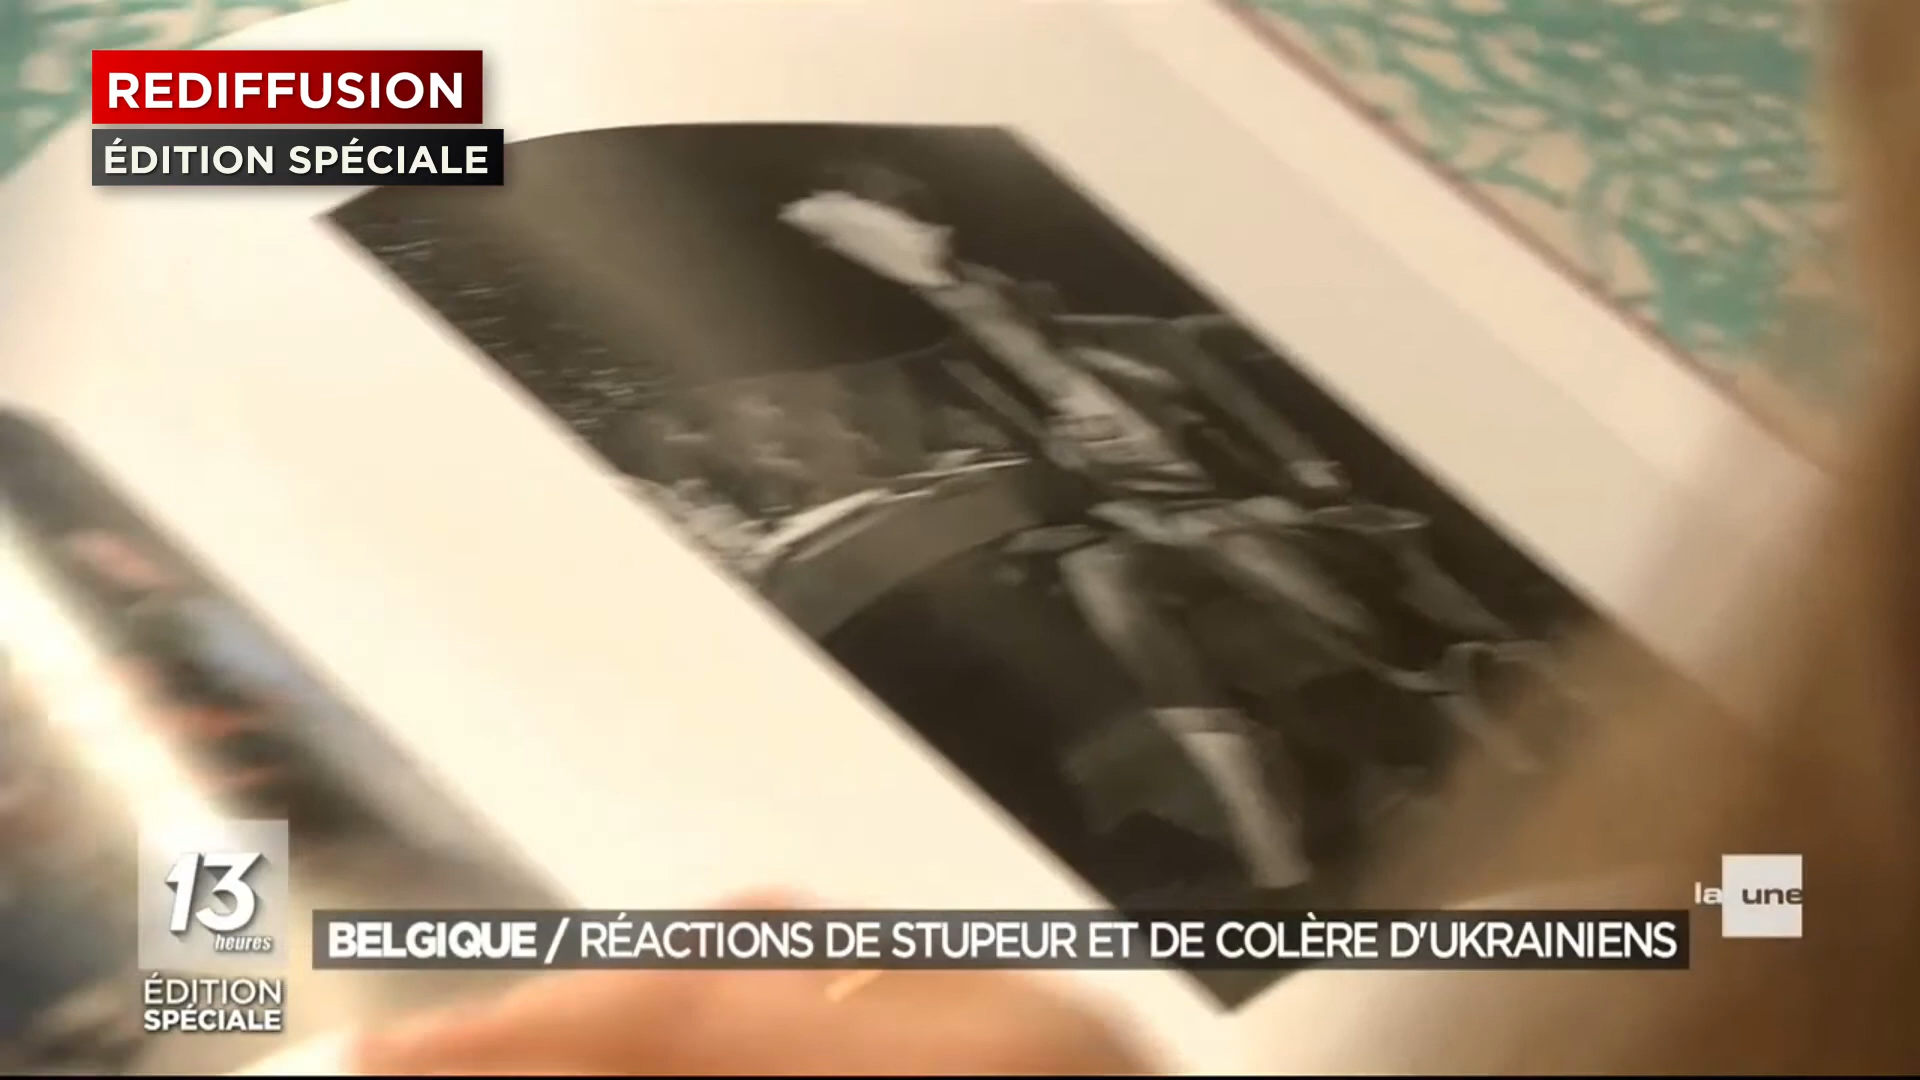 REDIFFUSION
ÉDITION SPÉCIALE
la une
13
heures
BELGIQUE / RÉACTIONS DE STUPEUR ET DE COLÈRE D'UKRAINIENS
ÉDITION
SPÉCIALE